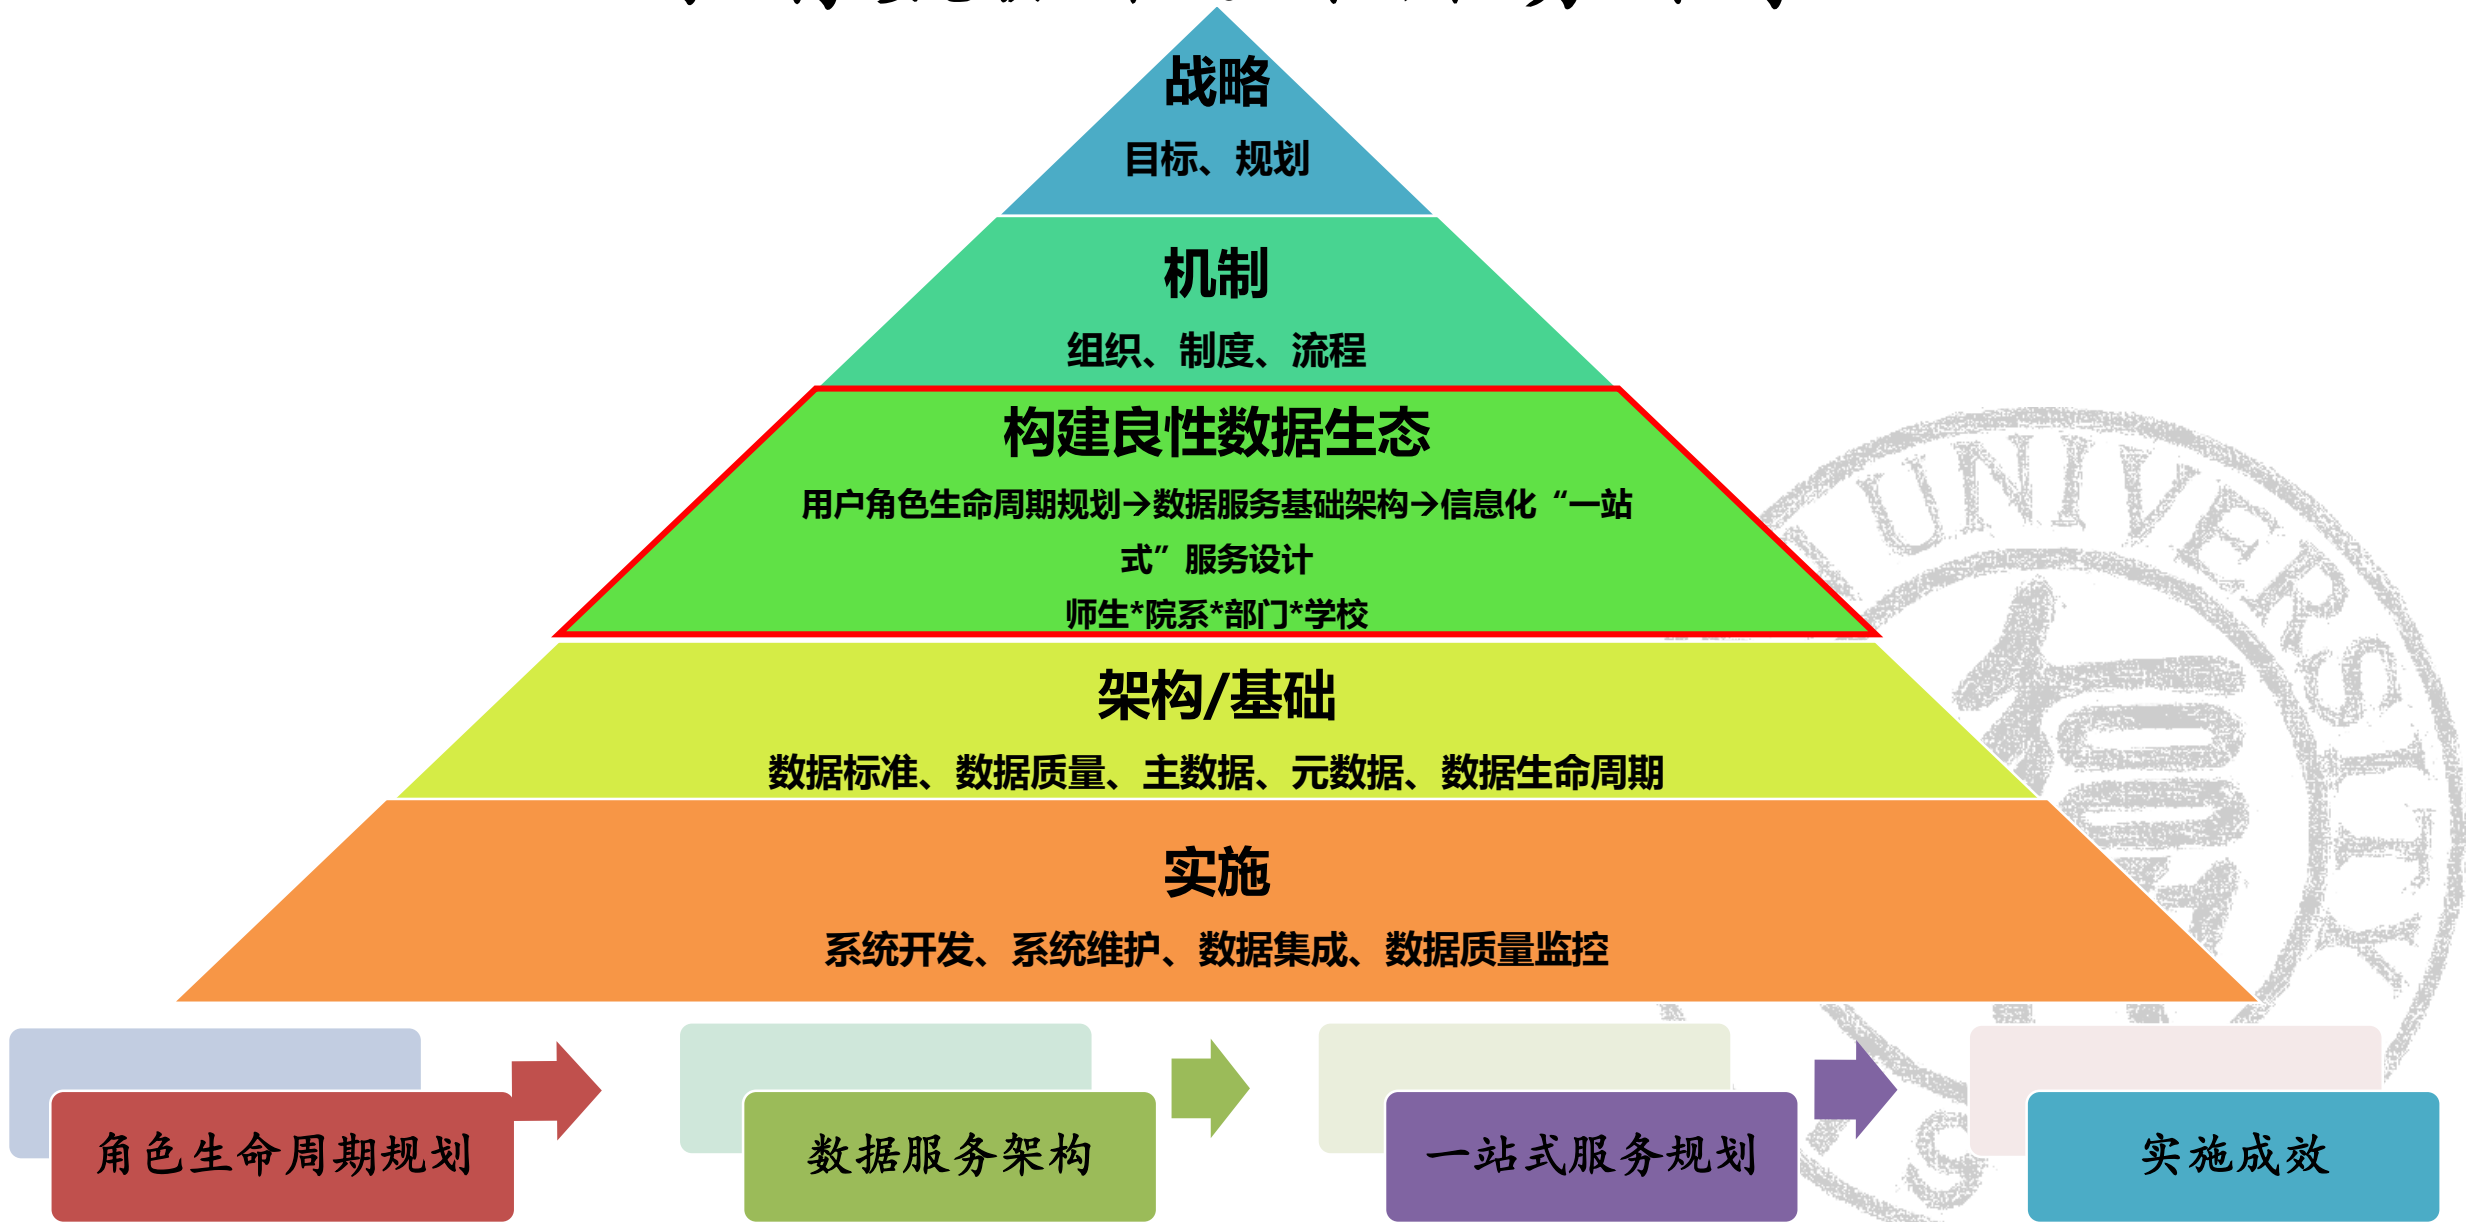 战略
目标、规划
机制
组织、制度、流程
构建良性数据生态
用户角色生命周期规划→数据服务基础架构→信息化“一站
式”服务设计
师生*院系*部门*学校
架构/基础
数据标准、数据质量、主数据、元数据、数据生命周期
实施
系统开发、系统维护、数据集成、数据质量监控
角色生命周期规划
数据服务架构
一站式服务规划
实施成效
UNIVERSITY